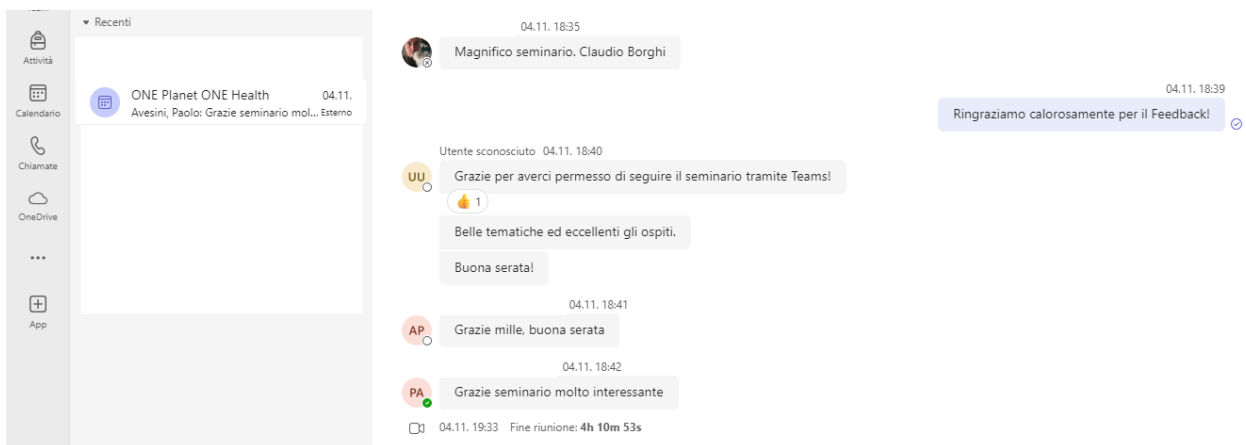 Attività
Calendario
Chiamate
OneDrive
App
Recenti
ONE Planet ONE Health 04.11.
Avesini, Paolo: Grazie seminario mol... Esterno
04.11. 18:35
Magnifico seminario. Claudio Borghi
04.11. 18:39
Ringraziamo calorosamente per il Feedback!
Utente sconosciuto 04.11. 18:40
UU
Grazie per averci permesso di seguire il seminario tramite Teams!
1
Belle tematiche ed eccellenti gli ospiti.
Buona serata!
04.11. 18:41
AP
Grazie mille, buona serata
04.11. 18:42
PA
Grazie seminario molto interessante
04.11. 19:33 Fine riunione: 4h 10m 53s